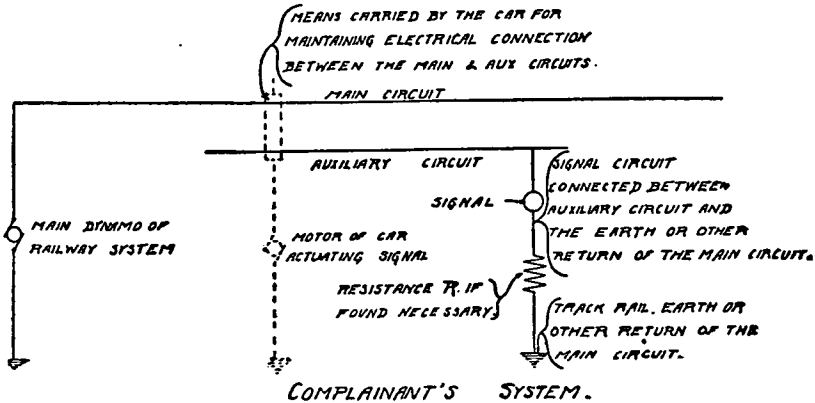 MEANS CARRIED BY THE CAR FOR
MAINTAINING ELECTRICAL CONNECTION
BETWEEN THE MAIN & AUX CIRCUITS.
MAIN CIRCUIT
AUXILIARY CIRCUIT
SIGNAL CIRCUIT
CONNECTED BETWEEN
AUXILIARY CIRCUIT AND
THE EARTH OR OTHER
RETURN OF THE MAIN CIRCUIT.
SIGNAL
MAIN DYNAMO OF
RAILWAY SYSTEM
MOTOR OF CAR
ACTUATING SIGNAL
RESISTANCE R. IF
FOUND NECESSARY.
TRACK RAIL. EARTH OR
OTHER RETURN OF THE
MAIN CIRCUIT.
COMPLAINANT'S SYSTEM.